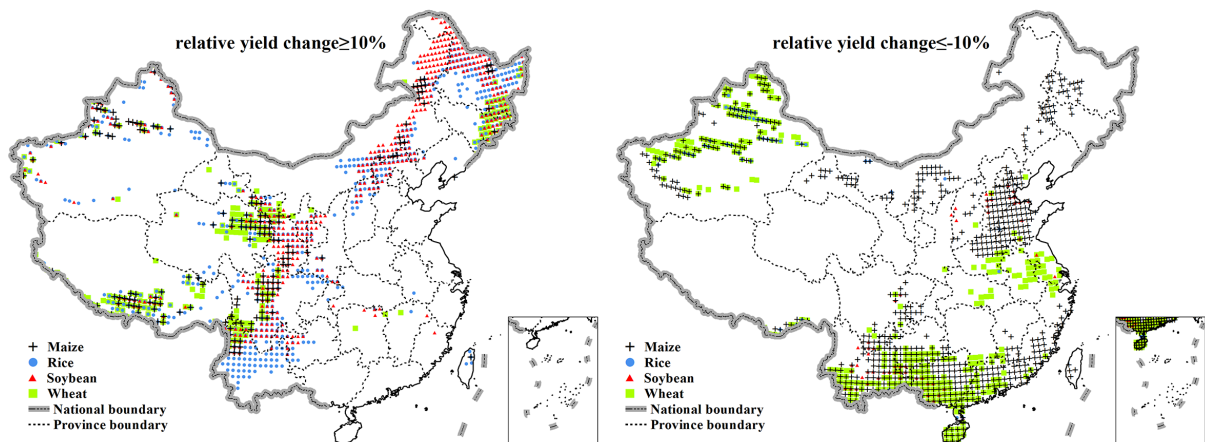 relative yield change≥10%
Maize
Rice
Soybean
Wheat
National boundary
Province boundary
relative yield change≤-10%
Maize
Rice
Soybean
Wheat
National boundary
Province boundary